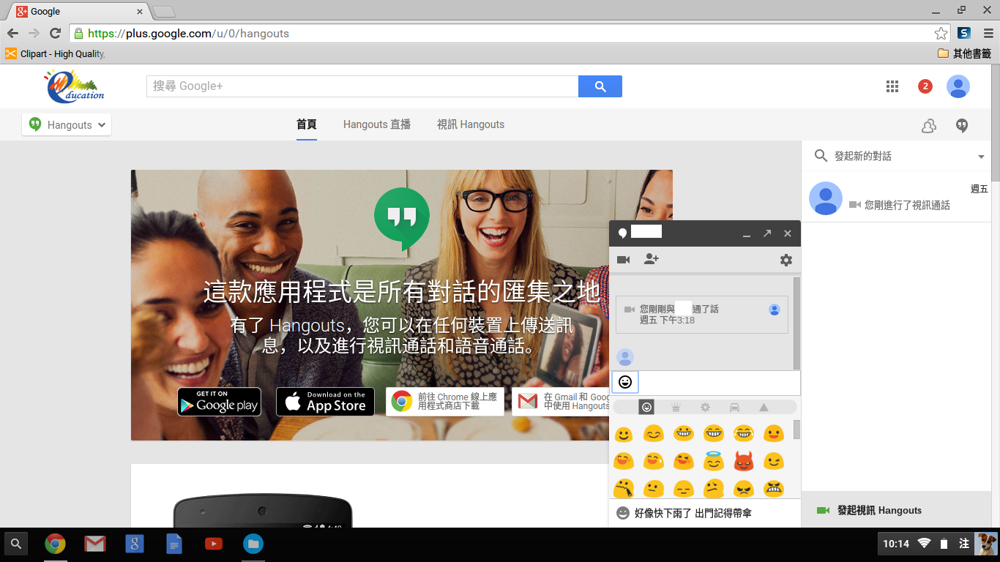 Google
https://plus.google.com/u/0/hangouts
Clipart - High Quality,
其他書籤
education
搜尋 Google+
2
Hangouts
首頁
Hangouts 直播
視訊 Hangouts
發起新的對話
週五
您剛進行了視訊通話
這款應用程式是所有對話的匯集之地
有了 Hangouts，您可以在任何裝置上傳送訊
息，以及進行視訊通話和語音通話。
GET IT ON
Google play
Download on the
App Store
前往 Chrome 線上應
用程式商店下載
在 Gmail 和 Goog
中使用 Hangouts
您剛剛與 通了話
週五 下午3:18
好像快下雨了 出門記得帶傘
發起視訊 Hangouts
10:14
注